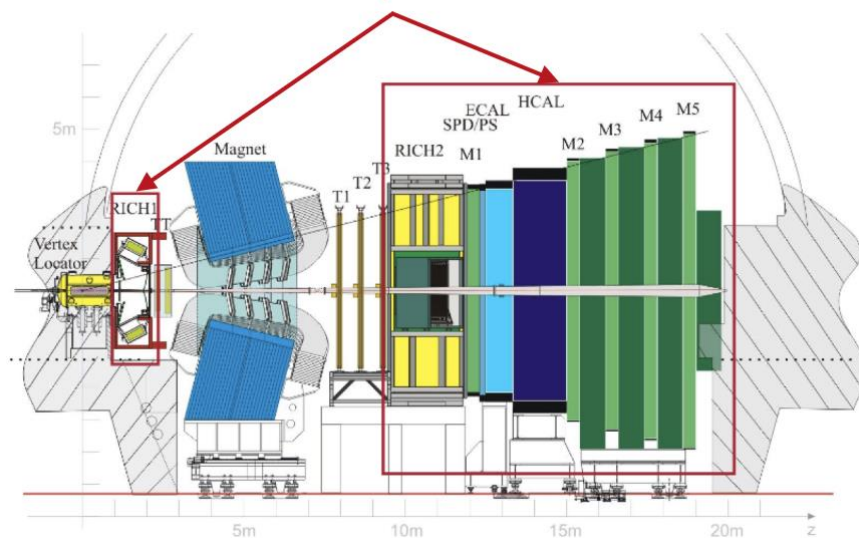 HCAL
M5
M4
ECAL
M3
SPD/PS
M2
5m
Magnet
RICH2
M1
T3
T2
T1
RICH1
TT
Vertex
Locator
5m
10m
15m
20m
z